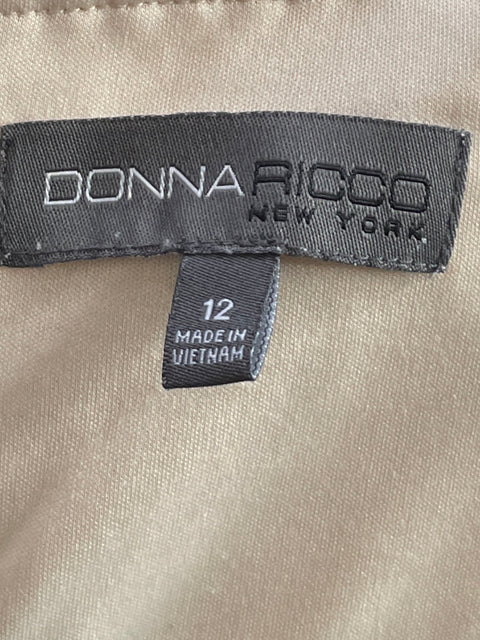 DONNA RICCO
NEW YORK
12
MADE IN
VIETNAM